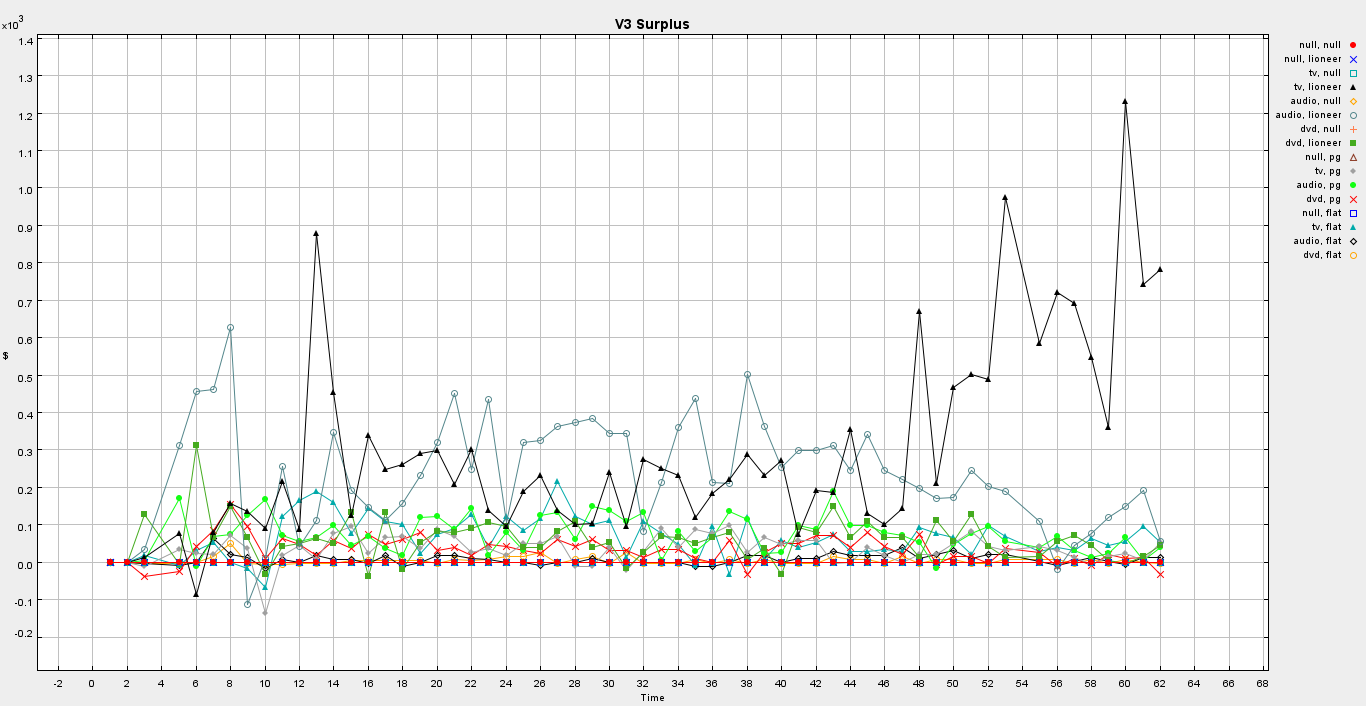 V3 Surplus
x10³
1.4
1.3
1.2
1.1
1.0
0.9
0.8
0.7
0.6
$
0.5
0.4
0.3
0.2
0.1
0.0
-0.1
-0.2
-2 0 2 4 6 8 10 12 14 16 18 20 22 24 26 28 30 32 34 36 38 40 42 44 46 48 50 52 54 56 58 60 62 64 66 68
Time
null, null
null, lioneer
tv, null
tv, lioneer
audio, null
audio, lioneer
dvd, null
dvd, lioneer
null, pg
tv, pg
audio, pg
dvd, pg
null, flat
tv, flat
audio, flat
dvd, flat